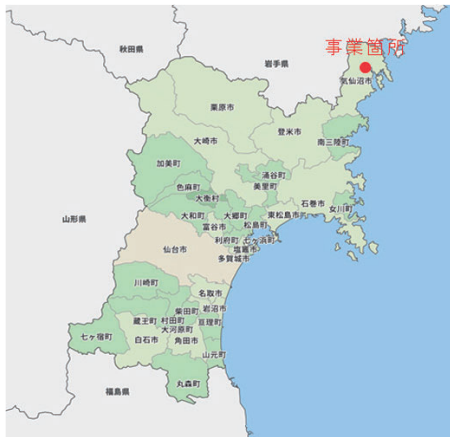 事業箇所
秋田県
岩手県
気仙沼市
栗原市
登米市
大崎市
南三陸町
加美町
涌谷町
美里町
色麻町
大衡村
石巻市
女川町
大和町
大郷町
東松島市
富谷市
松島町
山形県
利府町
七ヶ浜町
仙台市
塩竈市
多賀城市
川崎町
名取市
岩沼市
柴田町
村田町
亘理町
蔵王町
大河原町
七ヶ宿町
白石市
角田市
山元町
丸森町
福島県